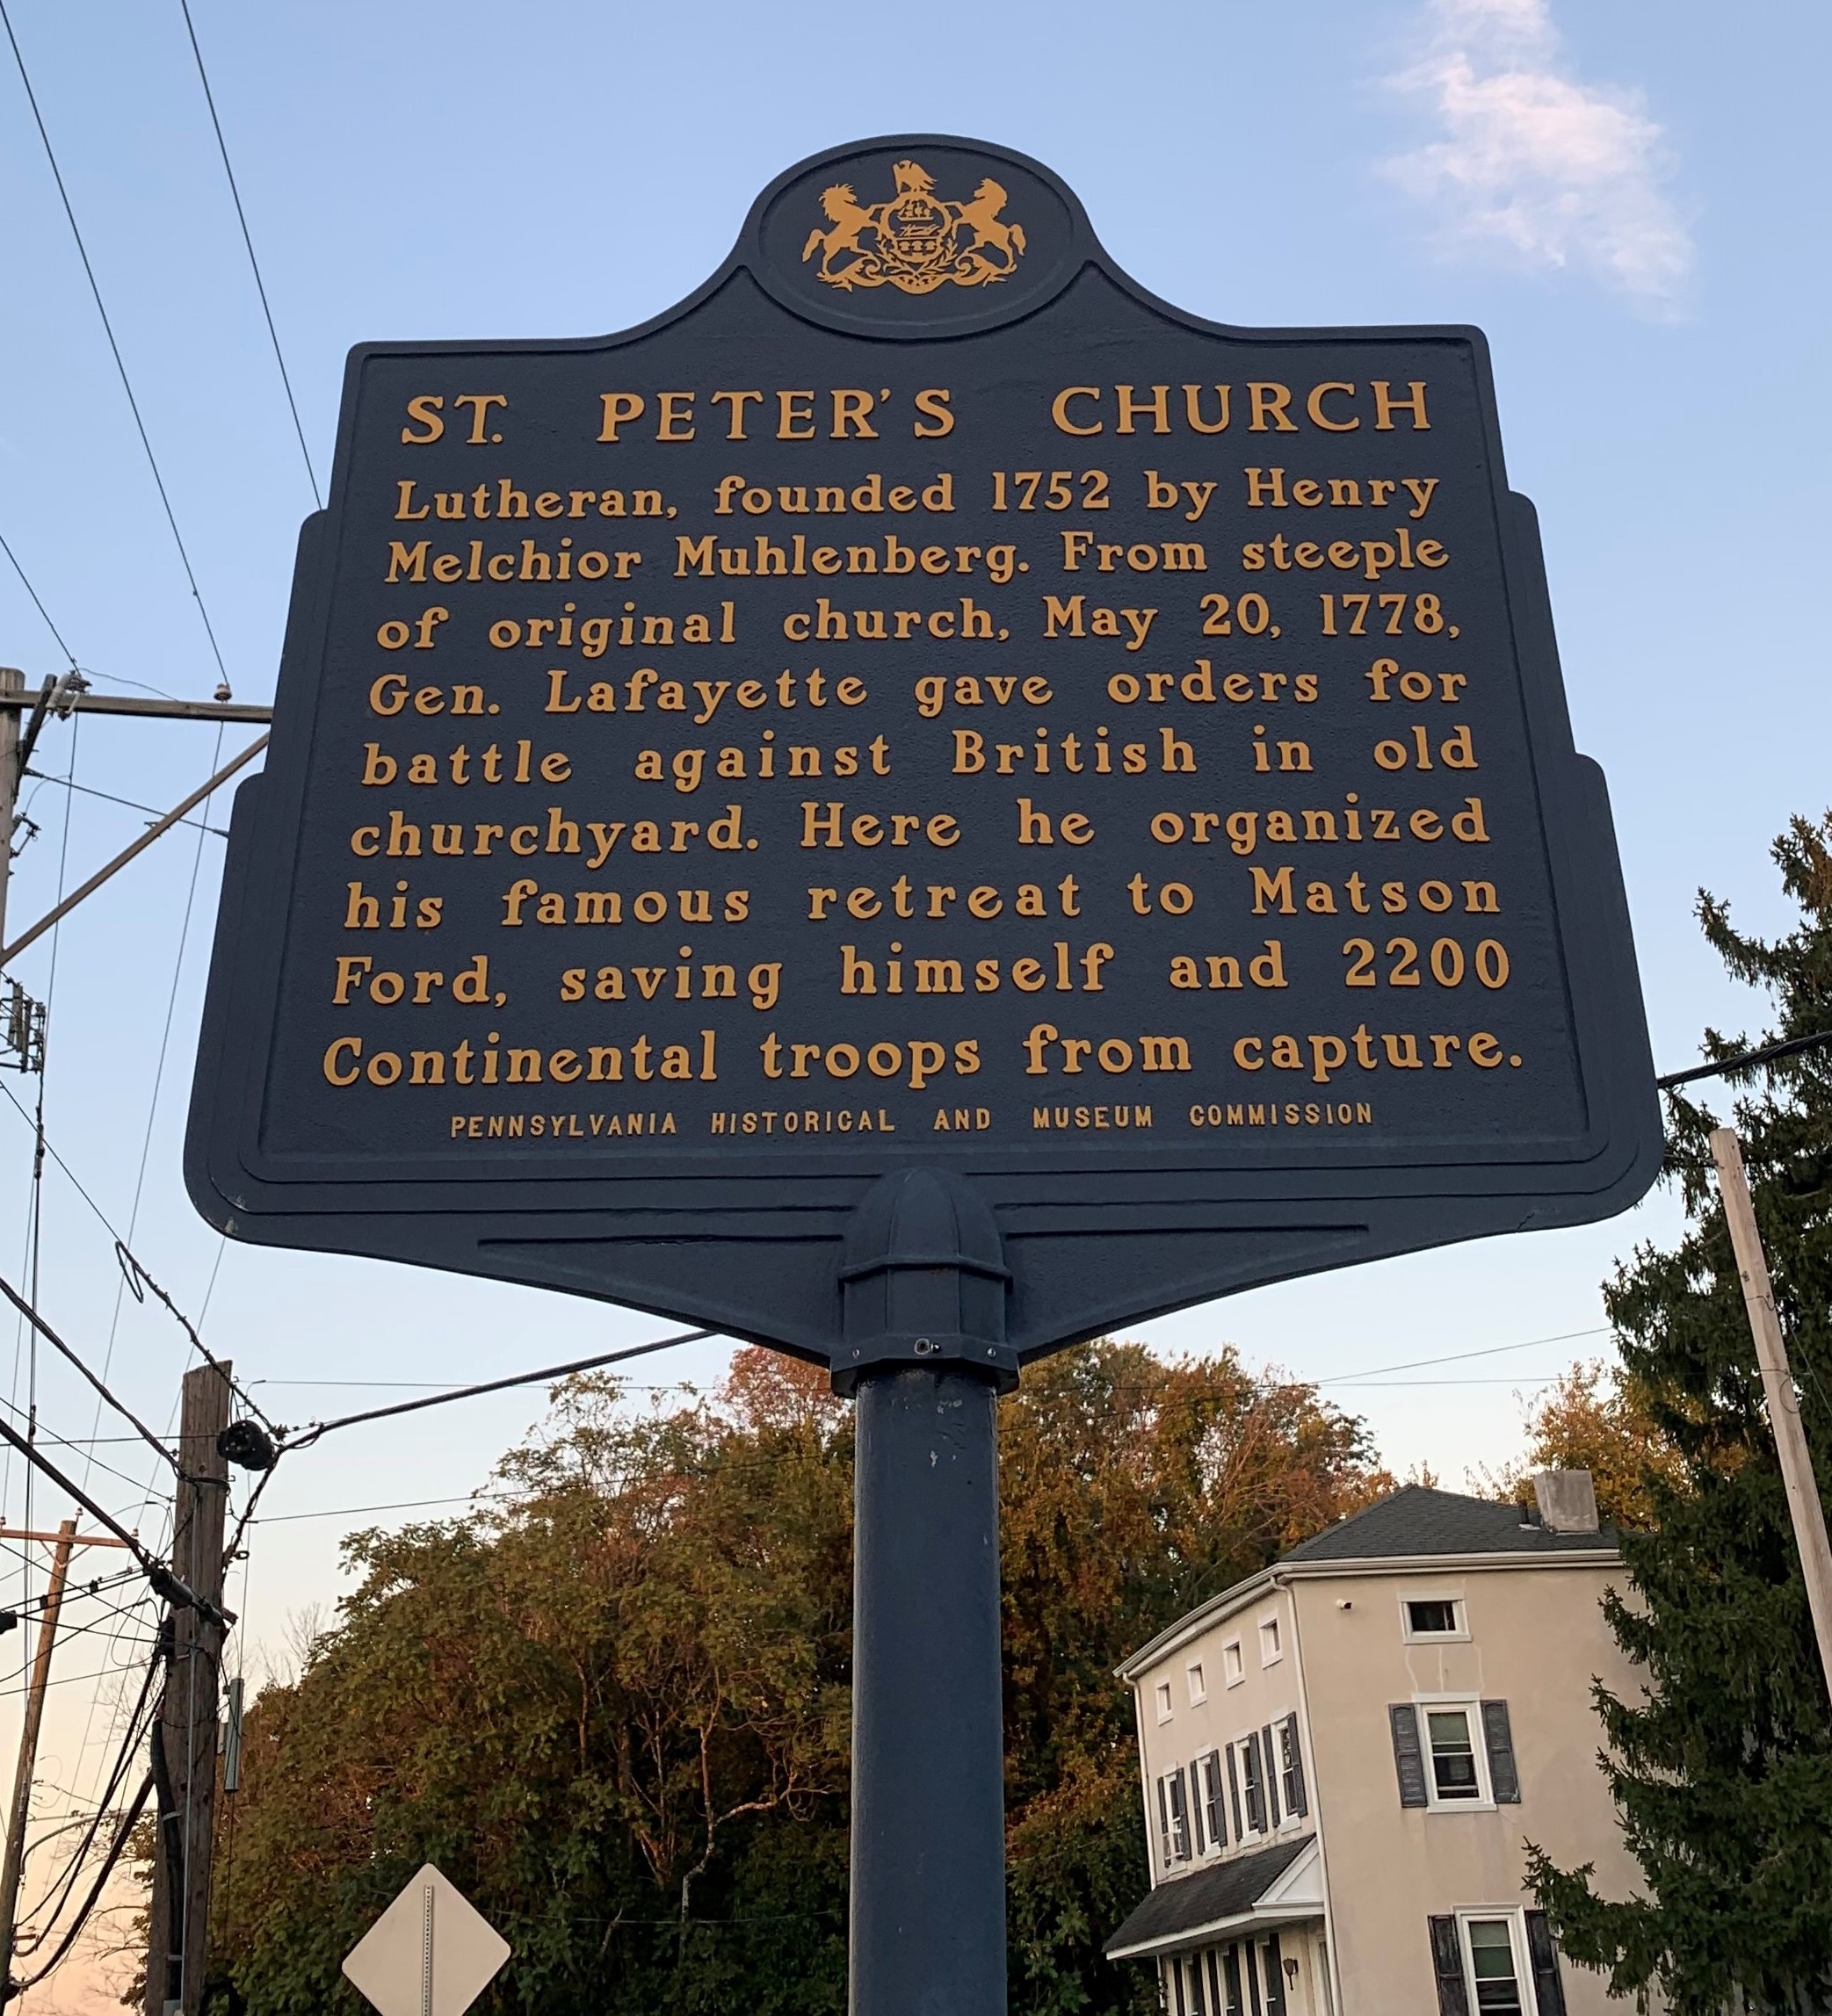 ST. PETER'S CHURCH
Lutheran, founded 1752 by Henry
Melchior Muhlenberg. From steeple
of original church, May 20, 1778,
Gen. Lafayette gave orders for
battle against British in old
churchyard. Here he organized
his famous retreat to Matson
Ford, saving himself and 2200
Continental troops from capture.
PENNSYLVANIA HISTORICAL AND MUSEUM COMMISSION